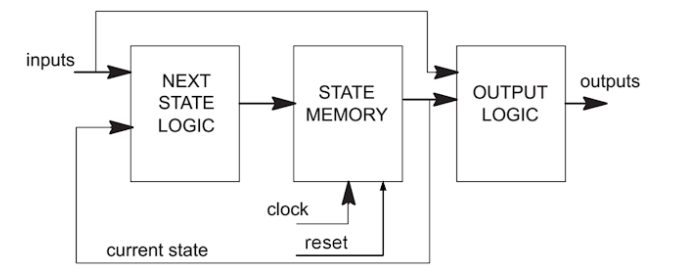 inputs
NEXT
STATE
LOGIC
STATE
MEMORY
OUTPUT
LOGIC
outputs
clock
reset
current state